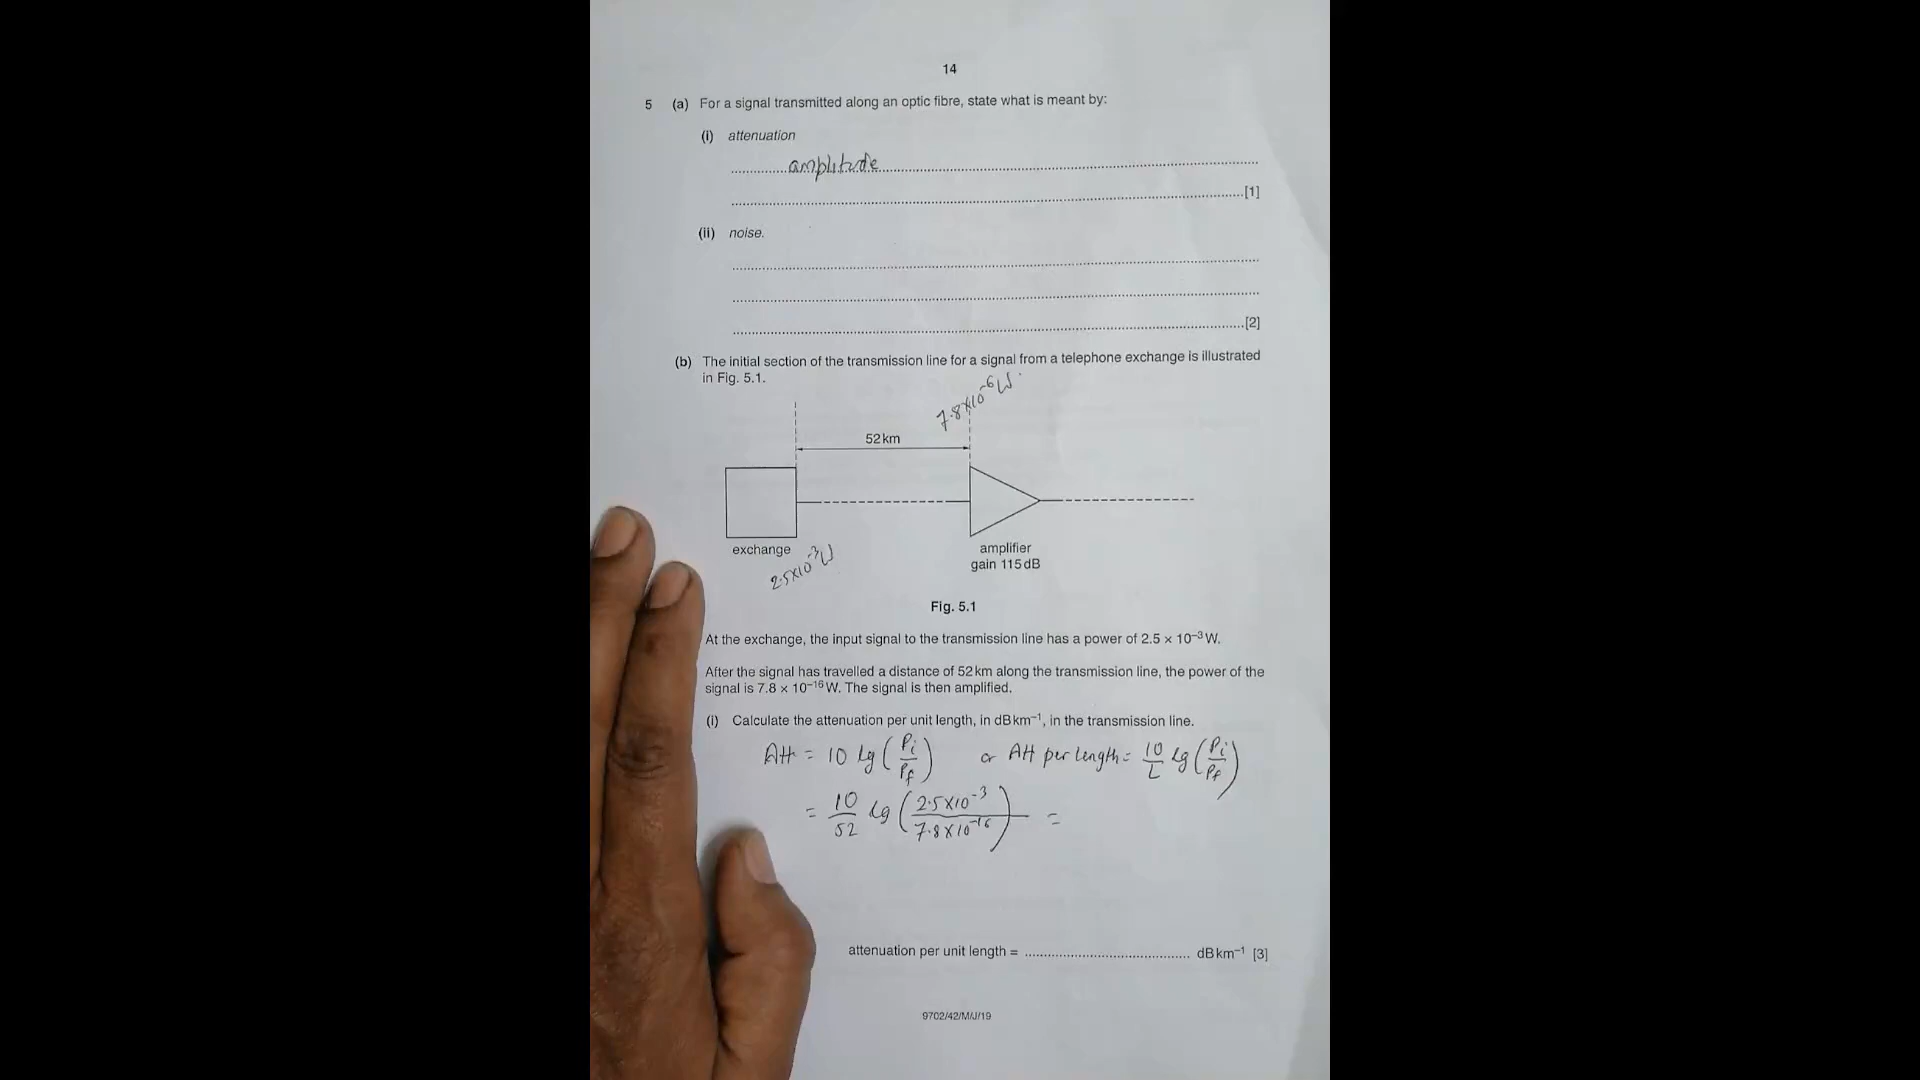 14
5 (a) For a signal transmitted along an optic fibre, state what is meant by:
(i) attenuation
amplitude
[1]
(ii) noise.
[2]
(b) The initial section of the transmission line for a signal from a telephone exchange is illustrated
in Fig. 5.1.
7.8×10⁻⁶W
52 km
exchange
2.5×10⁻³W
amplifier
gain 115 dB
Fig. 5.1
At the exchange, the input signal to the transmission line has a power of 2.5 × 10⁻³ W.
After the signal has travelled a distance of 52 km along the transmission line, the power of the
signal is 7.8 × 10⁻¹⁶ W. The signal is then amplified.
(i) Calculate the attenuation per unit length, in dB km⁻¹, in the transmission line.
Att = 10 lg (Pi/Pf) or Att per length = 10/L lg (Pi/Pf)
= 10/52 lg (2.5×10⁻³/7.8×10⁻¹⁶) =
attenuation per unit length = ........................................ dB km⁻¹ [3]
9702/42/M/J/19